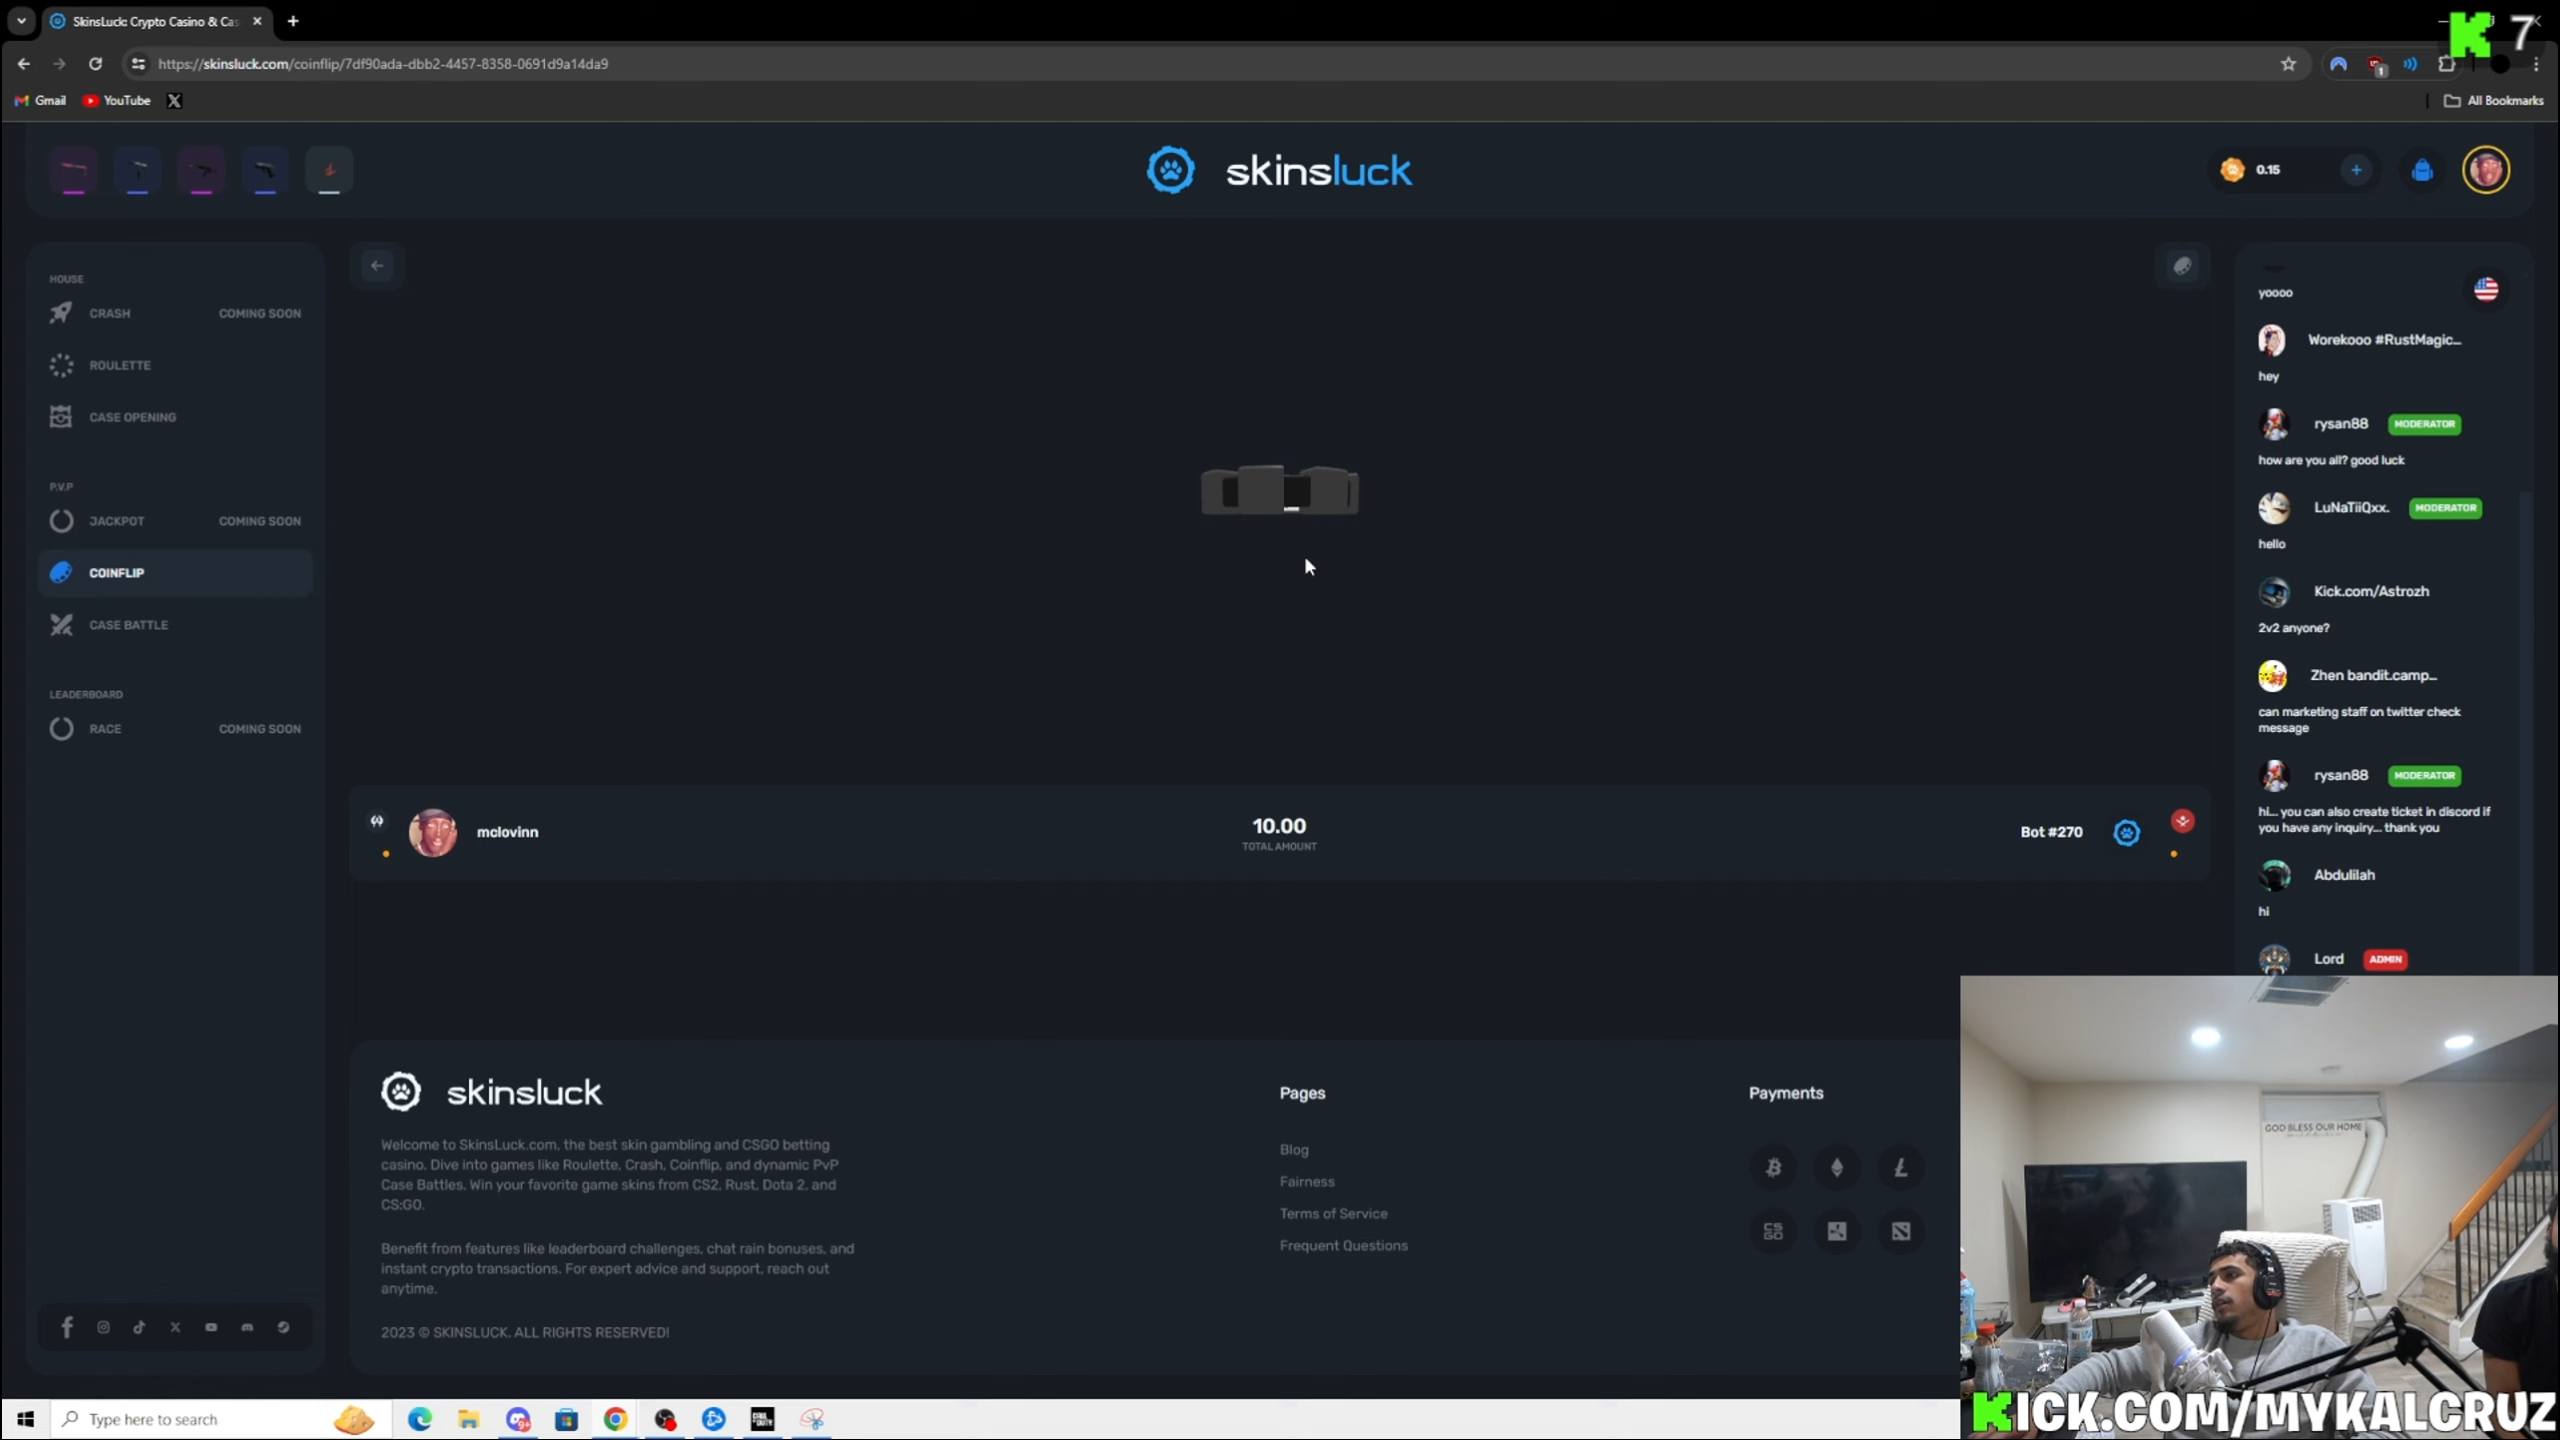 SkinsLuck: Crypto Casino & Ca
7
https://skinsluck.com/coinflip/7df90ada-dbb2-4457-8358-0691d9a14da9
1
Gmail
YouTube
All Bookmarks
skinsluck
0.15
HOUSE
CRASH COMING SOON
ROULETTE
CASE OPENING
P.V.P
JACKPOT COMING SOON
COINFLIP
CASE BATTLE
LEADERBOARD
RACE COMING SOON
mclovinn
10.00
TOTAL AMOUNT
Bot #270
yoooo
Worekooo #RustMagic...
hey
rysan88 MODERATOR
how are you all? good luck
LuNaTiiQxx. MODERATOR
hello
Kick.com/Astrozh
2v2 anyone?
Zhen bandit.camp...
can marketing staff on twitter check
message
rysan88 MODERATOR
hi... you can also create ticket in discord if
you have any inquiry... thank you
Abdulilah
hi
Lord ADMIN
skinsluck
Welcome to SkinsLuck.com, the best skin gambling and CSGO betting
casino. Dive into games like Roulette, Crash, Coinflip, and dynamic PvP
Case Battles. Win your favorite game skins from CS2, Rust, Dota 2, and
CS:GO.
Benefit from features like leaderboard challenges, chat rain bonuses, and
instant crypto transactions. For expert advice and support, reach out
anytime.
2023 © SKINSLUCK. ALL RIGHTS RESERVED!
Pages
Blog
Fairness
Terms of Service
Frequent Questions
Payments
CS
GO
GOD BLESS OUR HOME
Type here to search
9+
KICK.COM/MYKALCRUZ